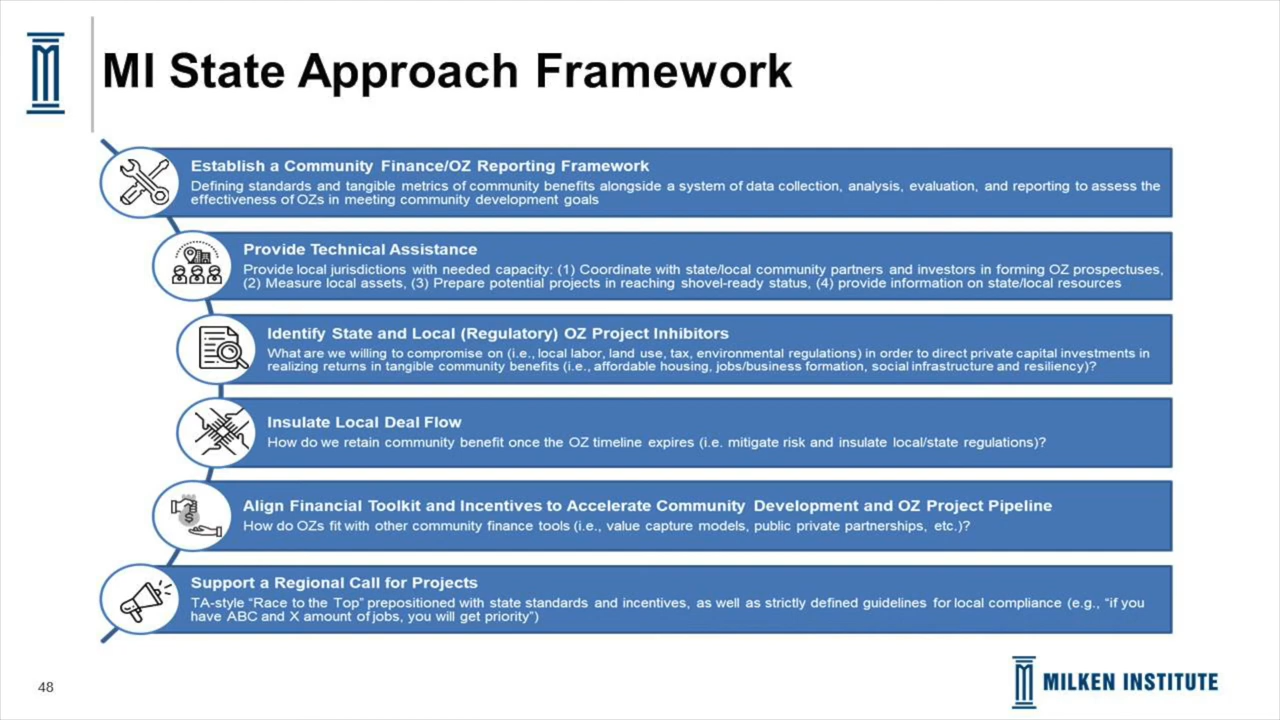 MI State Approach Framework
Establish a Community Finance/OZ Reporting Framework
Defining standards and tangible metrics of community benefits alongside a system of data collection, analysis, evaluation, and reporting to assess the
effectiveness of OZs in meeting community development goals
Provide Technical Assistance
Provide local jurisdictions with needed capacity: (1) Coordinate with state/local community partners and investors in forming OZ prospectuses,
(2) Measure local assets, (3) Prepare potential projects in reaching shovel-ready status, (4) provide information on state/local resources
Identify State and Local (Regulatory) OZ Project Inhibitors
What are we willing to compromise on (i.e., local labor, land use, tax, environmental regulations) in order to direct private capital investments in
realizing returns in tangible community benefits (i.e., affordable housing, jobs/business formation, social infrastructure and resiliency)?
Insulate Local Deal Flow
How do we retain community benefit once the OZ timeline expires (i.e. mitigate risk and insulate local/state regulations)?
Align Financial Toolkit and Incentives to Accelerate Community Development and OZ Project Pipeline
How do OZs fit with other community finance tools (i.e., value capture models, public private partnerships, etc.)?
Support a Regional Call for Projects
TA-style “Race to the Top” prepositioned with state standards and incentives, as well as strictly defined guidelines for local compliance (e.g., “if you
have ABC and X amount of jobs, you will get priority”)
48
MILKEN INSTITUTE